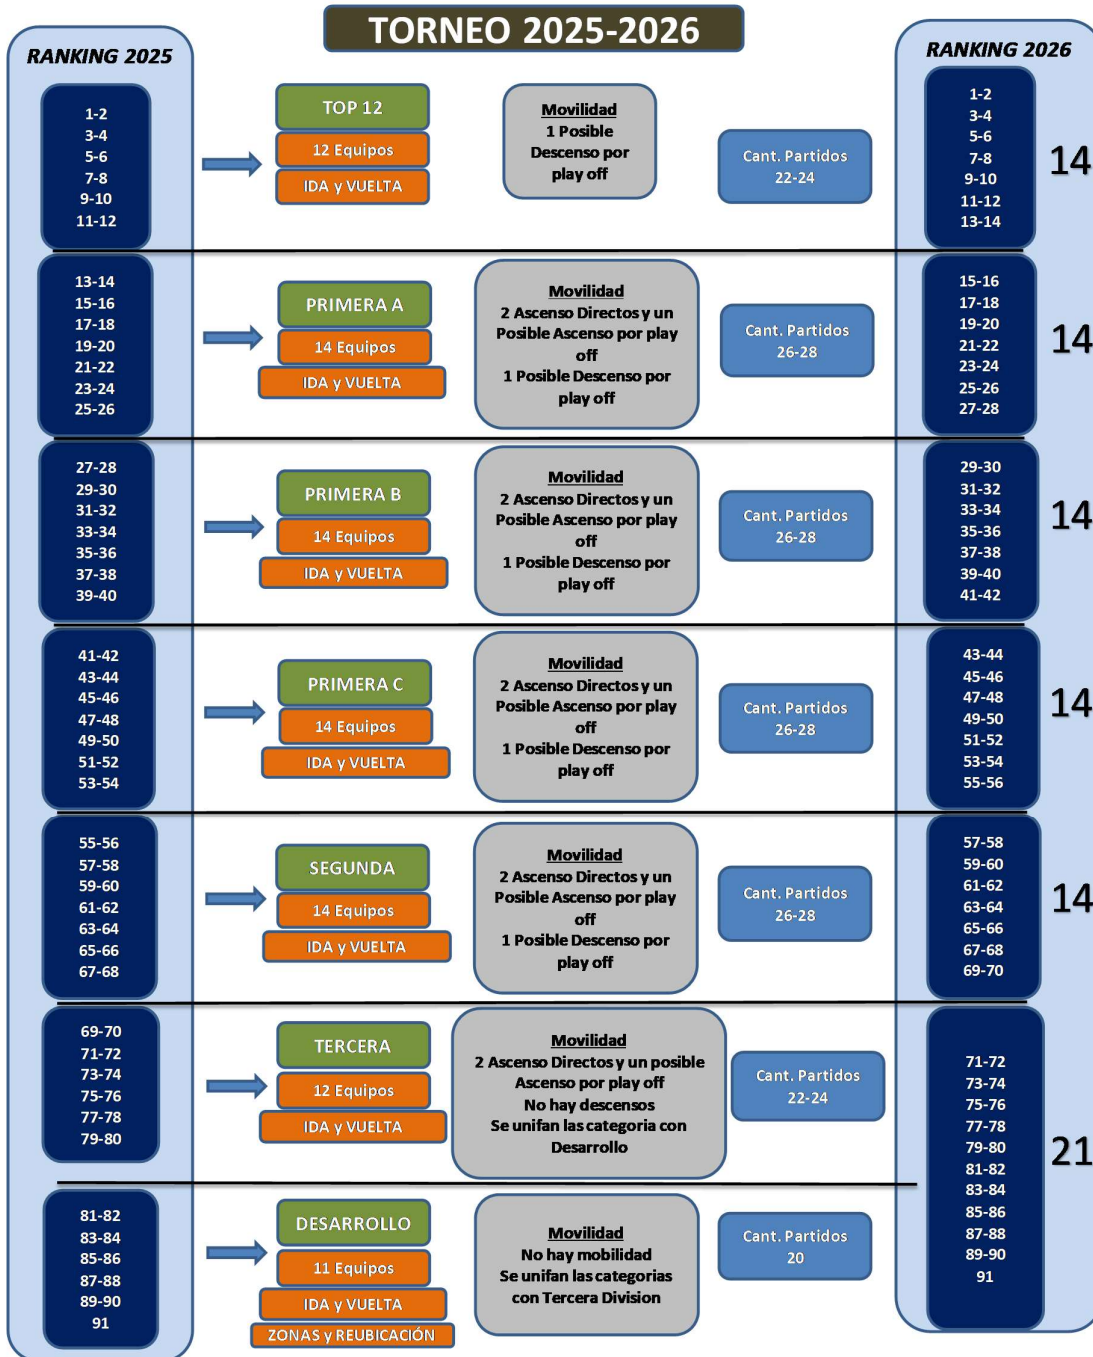 TORNEO 2025-2026
RANKING 2025
RANKING 2026
1-2
3-4
5-6
7-8
9-10
11-12
TOP 12
12 Equipos
IDA y VUELTA
Movilidad
1 Posible
Descenso por
play off
Cant. Partidos
22-24
1-2
3-4
5-6
7-8
9-10
11-12
13-14
14
13-14
15-16
17-18
19-20
21-22
23-24
25-26
PRIMERA A
14 Equipos
IDA y VUELTA
Movilidad
2 Ascenso Directos y un
Posible Ascenso por play
off
1 Posible Descenso por
play off
Cant. Partidos
26-28
15-16
17-18
19-20
21-22
23-24
25-26
27-28
14
27-28
29-30
31-32
33-34
35-36
37-38
39-40
PRIMERA B
14 Equipos
IDA y VUELTA
Movilidad
2 Ascenso Directos y un
Posible Ascenso por play
off
1 Posible Descenso por
play off
Cant. Partidos
26-28
29-30
31-32
33-34
35-36
37-38
39-40
41-42
14
41-42
43-44
45-46
47-48
49-50
51-52
53-54
PRIMERA C
14 Equipos
IDA y VUELTA
Movilidad
2 Ascenso Directos y un
Posible Ascenso por play
off
1 Posible Descenso por
play off
Cant. Partidos
26-28
43-44
45-46
47-48
49-50
51-52
53-54
55-56
14
55-56
57-58
59-60
61-62
63-64
65-66
67-68
SEGUNDA
14 Equipos
IDA y VUELTA
Movilidad
2 Ascenso Directos y un
Posible Ascenso por play
off
1 Posible Descenso por
play off
Cant. Partidos
26-28
57-58
59-60
61-62
63-64
65-66
67-68
69-70
14
69-70
71-72
73-74
75-76
77-78
79-80
TERCERA
12 Equipos
IDA y VUELTA
Movilidad
2 Ascenso Directos y un posible
Ascenso por play off
No hay descensos
Se unifan las categoria con
Desarrollo
Cant. Partidos
22-24
71-72
73-74
75-76
77-78
79-80
81-82
83-84
85-86
87-88
89-90
91
21
81-82
83-84
85-86
87-88
89-90
91
DESARROLLO
11 Equipos
IDA y VUELTA
ZONAS y REUBICACIÓN
Movilidad
No hay mobilidad
Se unifan las categorias
con Tercera Division
Cant. Partidos
20